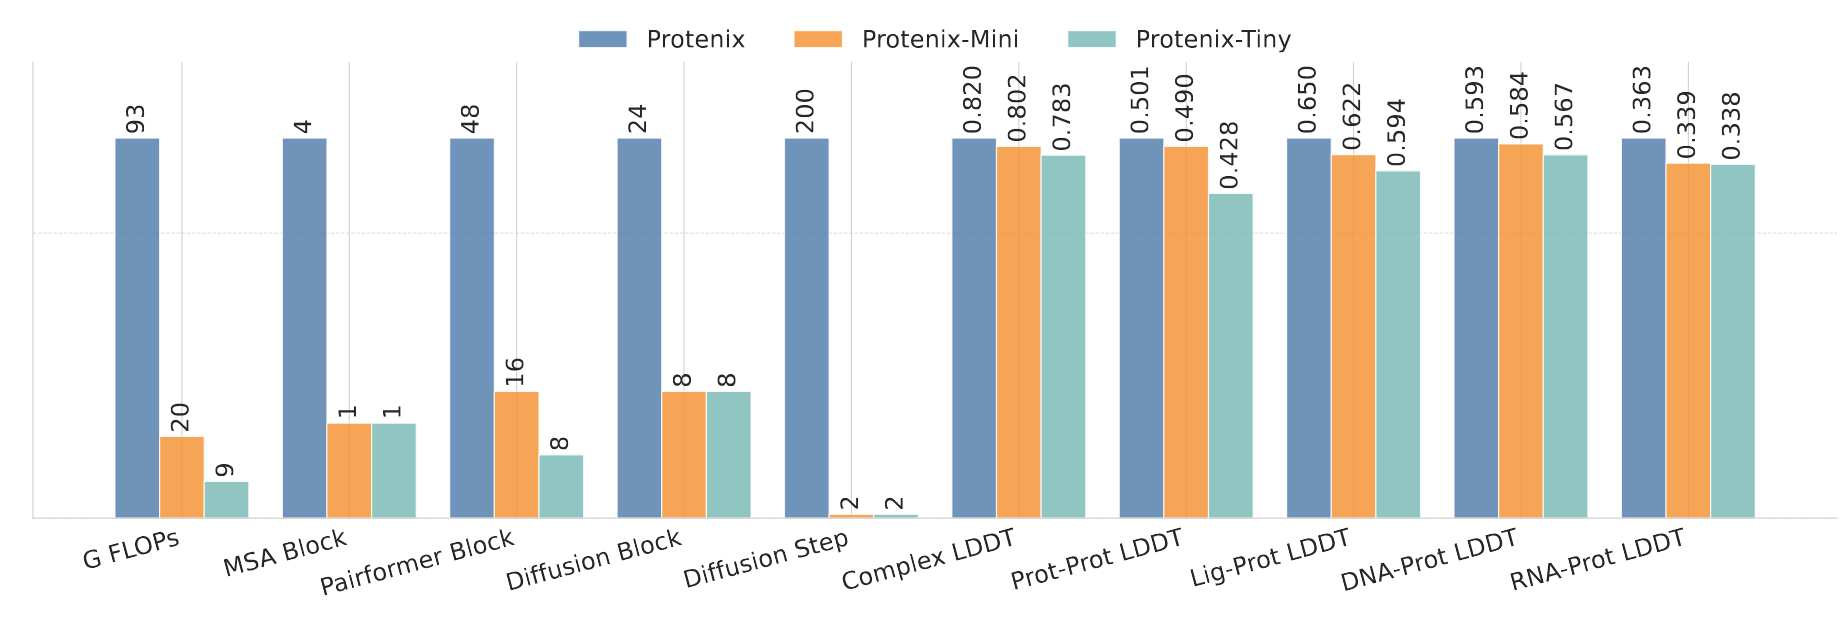 Protenix Protenix-Mini Protenix-Tiny
93 20 9
4 1 1
48 16 8
24 8 8
200 2 2
0.820 0.802 0.783
0.501 0.490 0.428
0.650 0.622 0.594
0.593 0.584 0.567
0.363 0.339 0.338
G FLOPs
MSA Block
Pairformer Block
Diffusion Block
Diffusion Step
Complex LDDT
Prot-Prot LDDT
Lig-Prot LDDT
DNA-Prot LDDT
RNA-Prot LDDT